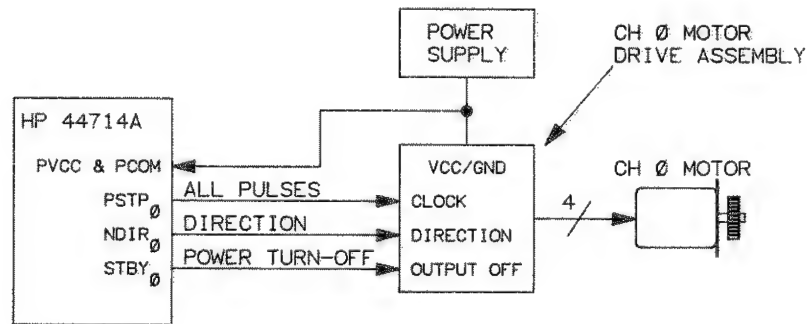 POWER
SUPPLY
CH Ø MOTOR
DRIVE ASSEMBLY
HP 44714A
PVCC & PCOM
VCC/GND
CH Ø MOTOR
PSTPØ
ALL PULSES
CLOCK
4
NDIRØ
DIRECTION
DIRECTION
STBYØ
POWER TURN-OFF
OUTPUT OFF